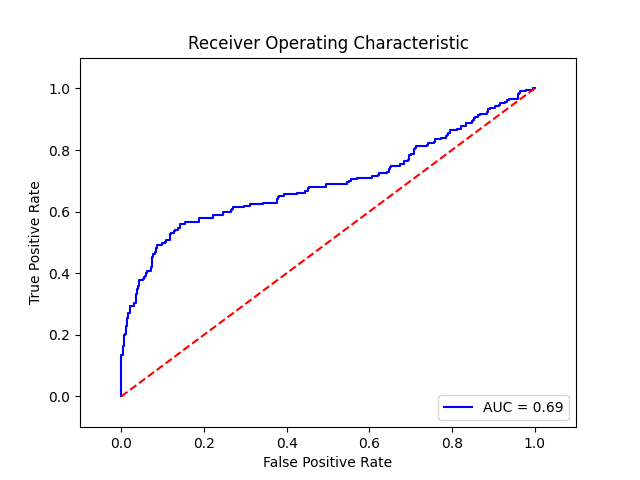 Receiver Operating Characteristic
True Positive Rate
1.0
0.8
0.6
0.4
0.2
0.0
0.0 0.2 0.4 0.6 0.8 1.0
False Positive Rate
AUC = 0.69